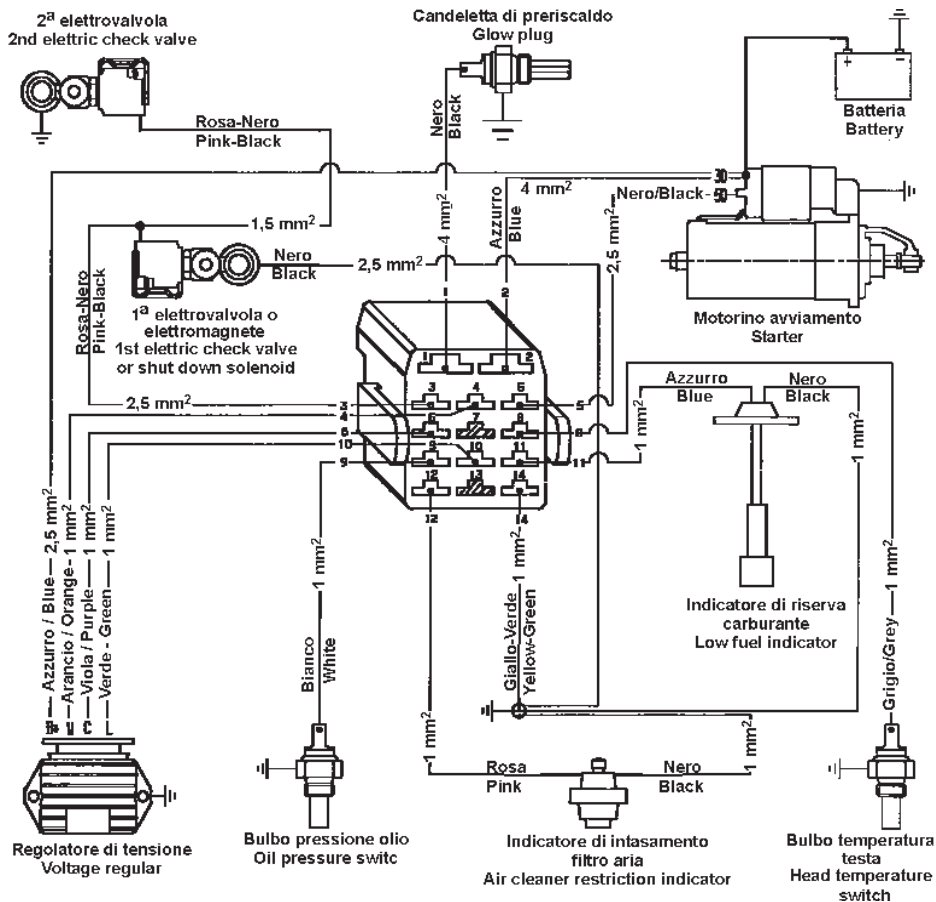 2ª elettrovalvola
2nd elettric check valve
Candeletta di preriscaldo
Glow plug
Batteria
Battery
+ -
Rosa-Nero
Pink-Black
Nero
Black
4 mm²
Azzurro
Blue
4 mm²
Nero/Black
2,5 mm²
1,5 mm²
Nero
Black
2,5 mm²
Rosa-Nero
Pink-Black
1ª elettrovalvola o
elettromagnete
1st elettric check valve
or shut down solenoid
Motorino avviamento
Starter
1 2
1 2
3 4 5
6 7 8
9 10 11
12 13 14
3
4
6
10
9
5
8
11
12
14
2,5 mm²
Azzurro
Blue
Nero
Black
1 mm²
1 mm²
Azzurro / Blue 2,5 mm²
Arancio / Orange 1 mm²
Viola / Purple 1 mm²
Verde - Green 1 mm²
B+ C L
Regolatore di tensione
Voltage regular
1 mm²
Bianco
White
Bulbo pressione olio
Oil pressure switc
1 mm²
Rosa
Pink
Nero
Black
1 mm²
Indicatore di intasamento
filtro aria
Air cleaner restriction indicator
1 mm²
Giallo-Verde
Yellow-Green
Indicatore di riserva
carburante
Low fuel indicator
Grigio/Grey
1 mm²
Bulbo temperatura
testa
Head temperature
switch